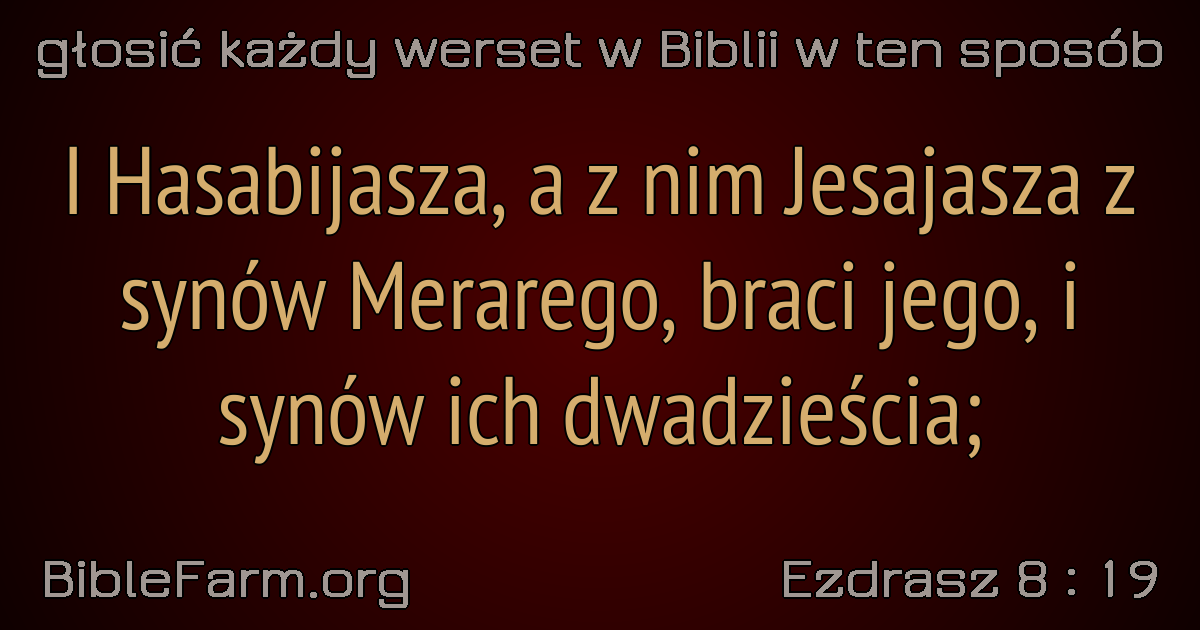 głosić każdy werset w Biblii w ten sposób
I Hasabijasza, a z nim Jesajasza z
synów Merarego, braci jego, i
synów ich dwadzieścia;
BibleFarm.org
Ezdrasz 8 : 19